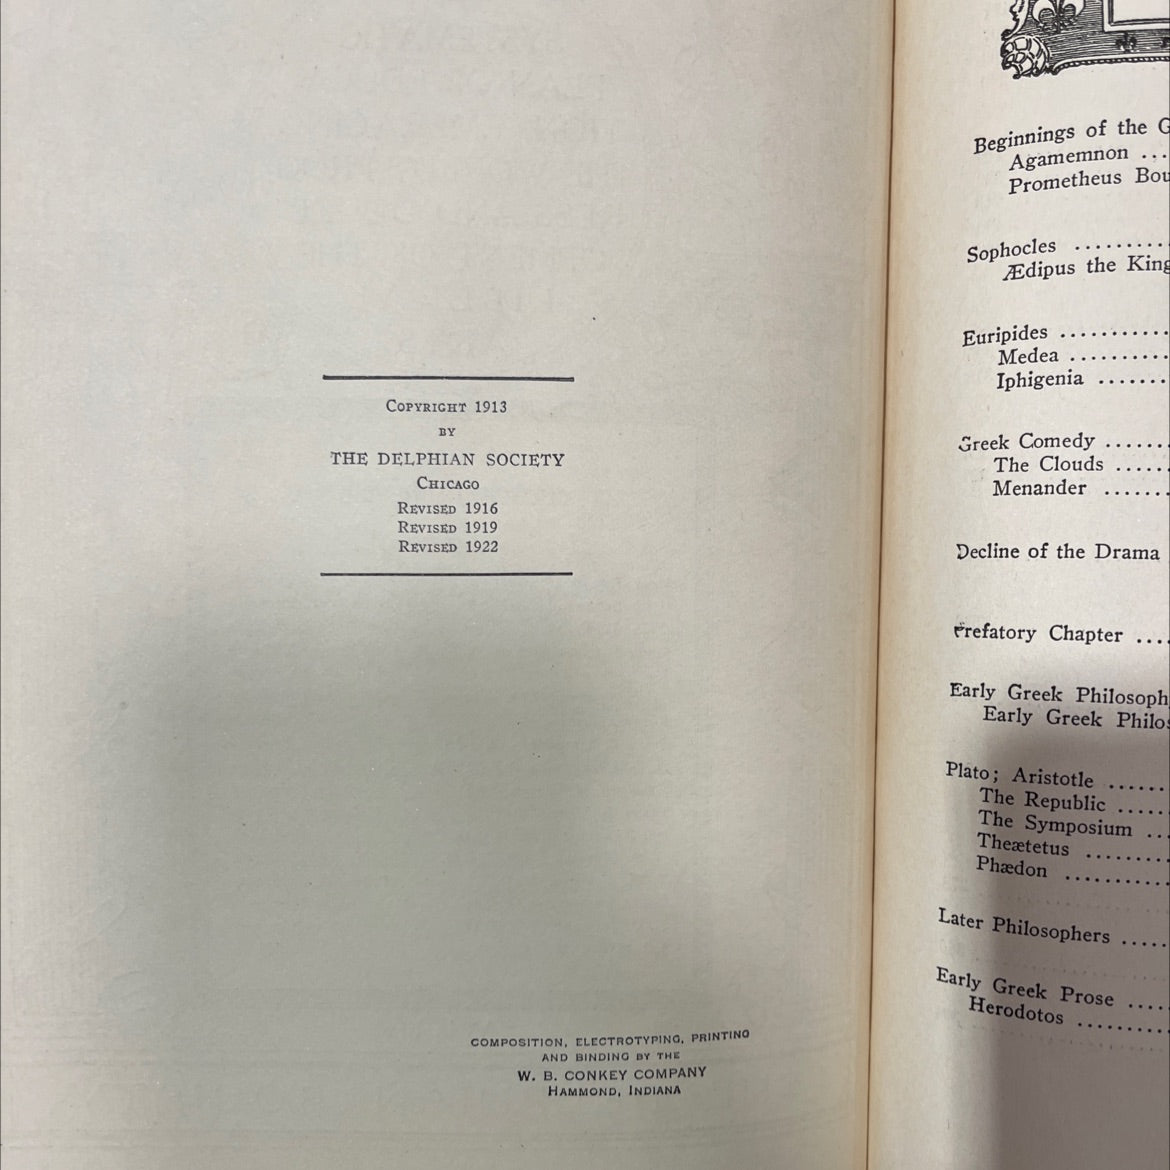 COPYRIGHT 1913
BY
THE DELPHIAN SOCIETY
CHICAGO
REVISED 1916
REVISED 1919
REVISED 1922
COMPOSITION, ELECTROTYPING, PRINTING
AND BINDING BY THE
W. B. CONKEY COMPANY
HAMMOND, INDIANA
Beginnings of the
Agamemnon ...
Prometheus
Sophocles .........
Ædipus the King
Euripides ...........
Medea .........
Iphigenia .......
Greek Comedy ......
The Clouds .....
Menander ......
Decline of the Drama
Prefatory Chapter ....
Early Greek
Early Greek
Plato; Aristotle ......
The Republic .....
The Symposium ...
Theætetus ........
Phædon ..........
Later Philosophers .....
Early Greek Prose ....
Herodotos .........